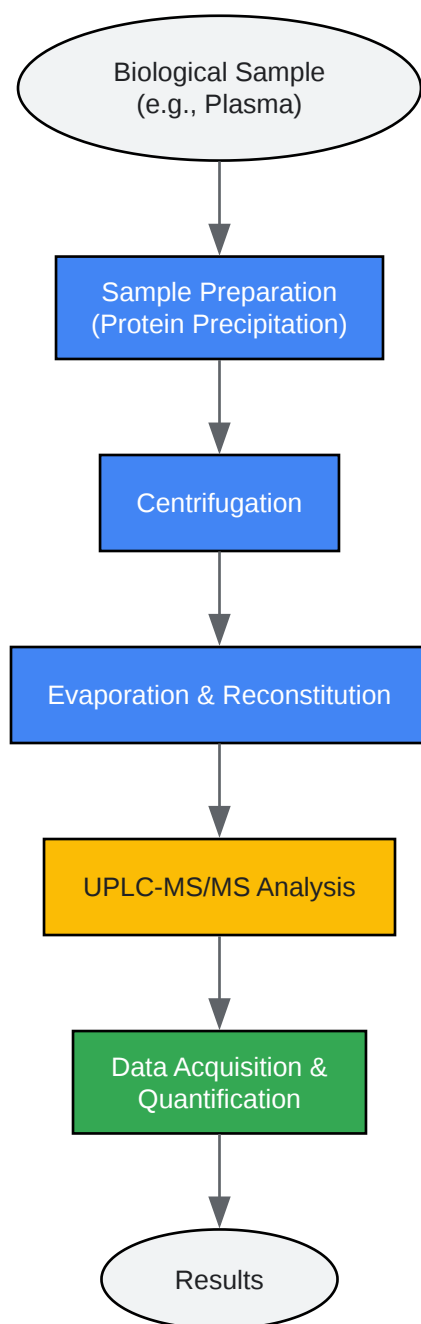 Biological Sample
(e.g., Plasma)
Sample Preparation
(Protein Precipitation)
Centrifugation
Evaporation & Reconstitution
UPLC-MS/MS Analysis
Data Acquisition &
Quantification
Results